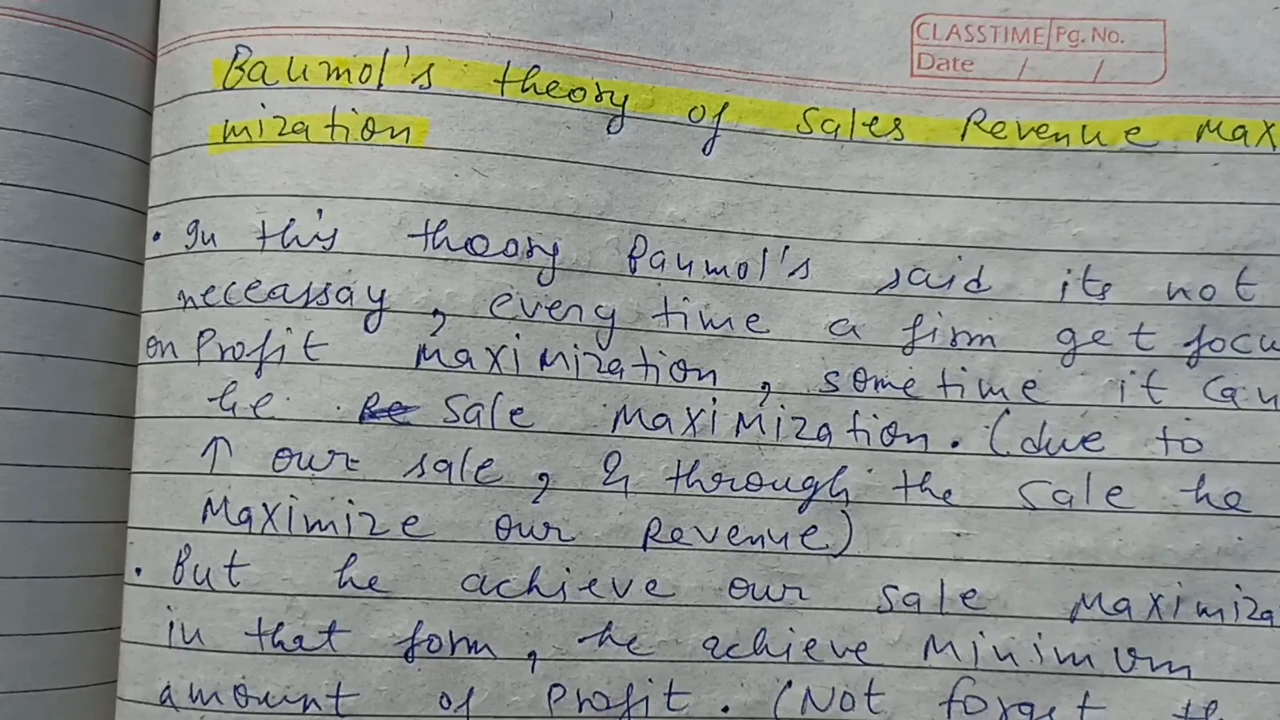 CLASSTIME Pg. No.
Date / /
Baumol's theory of Sales Revenue Max
mization
• In this theory Baumol's said its not
neceassay, every time a firm get focu
on Profit Maximization, sometime it can
be Sale Maximization. (due to
↑ our sale, & through the sale he
Maximize our Revenue)
• But he achieve our sale Maximiza
in that form, he achieve Minimum
amount of Profit. (Not forget th